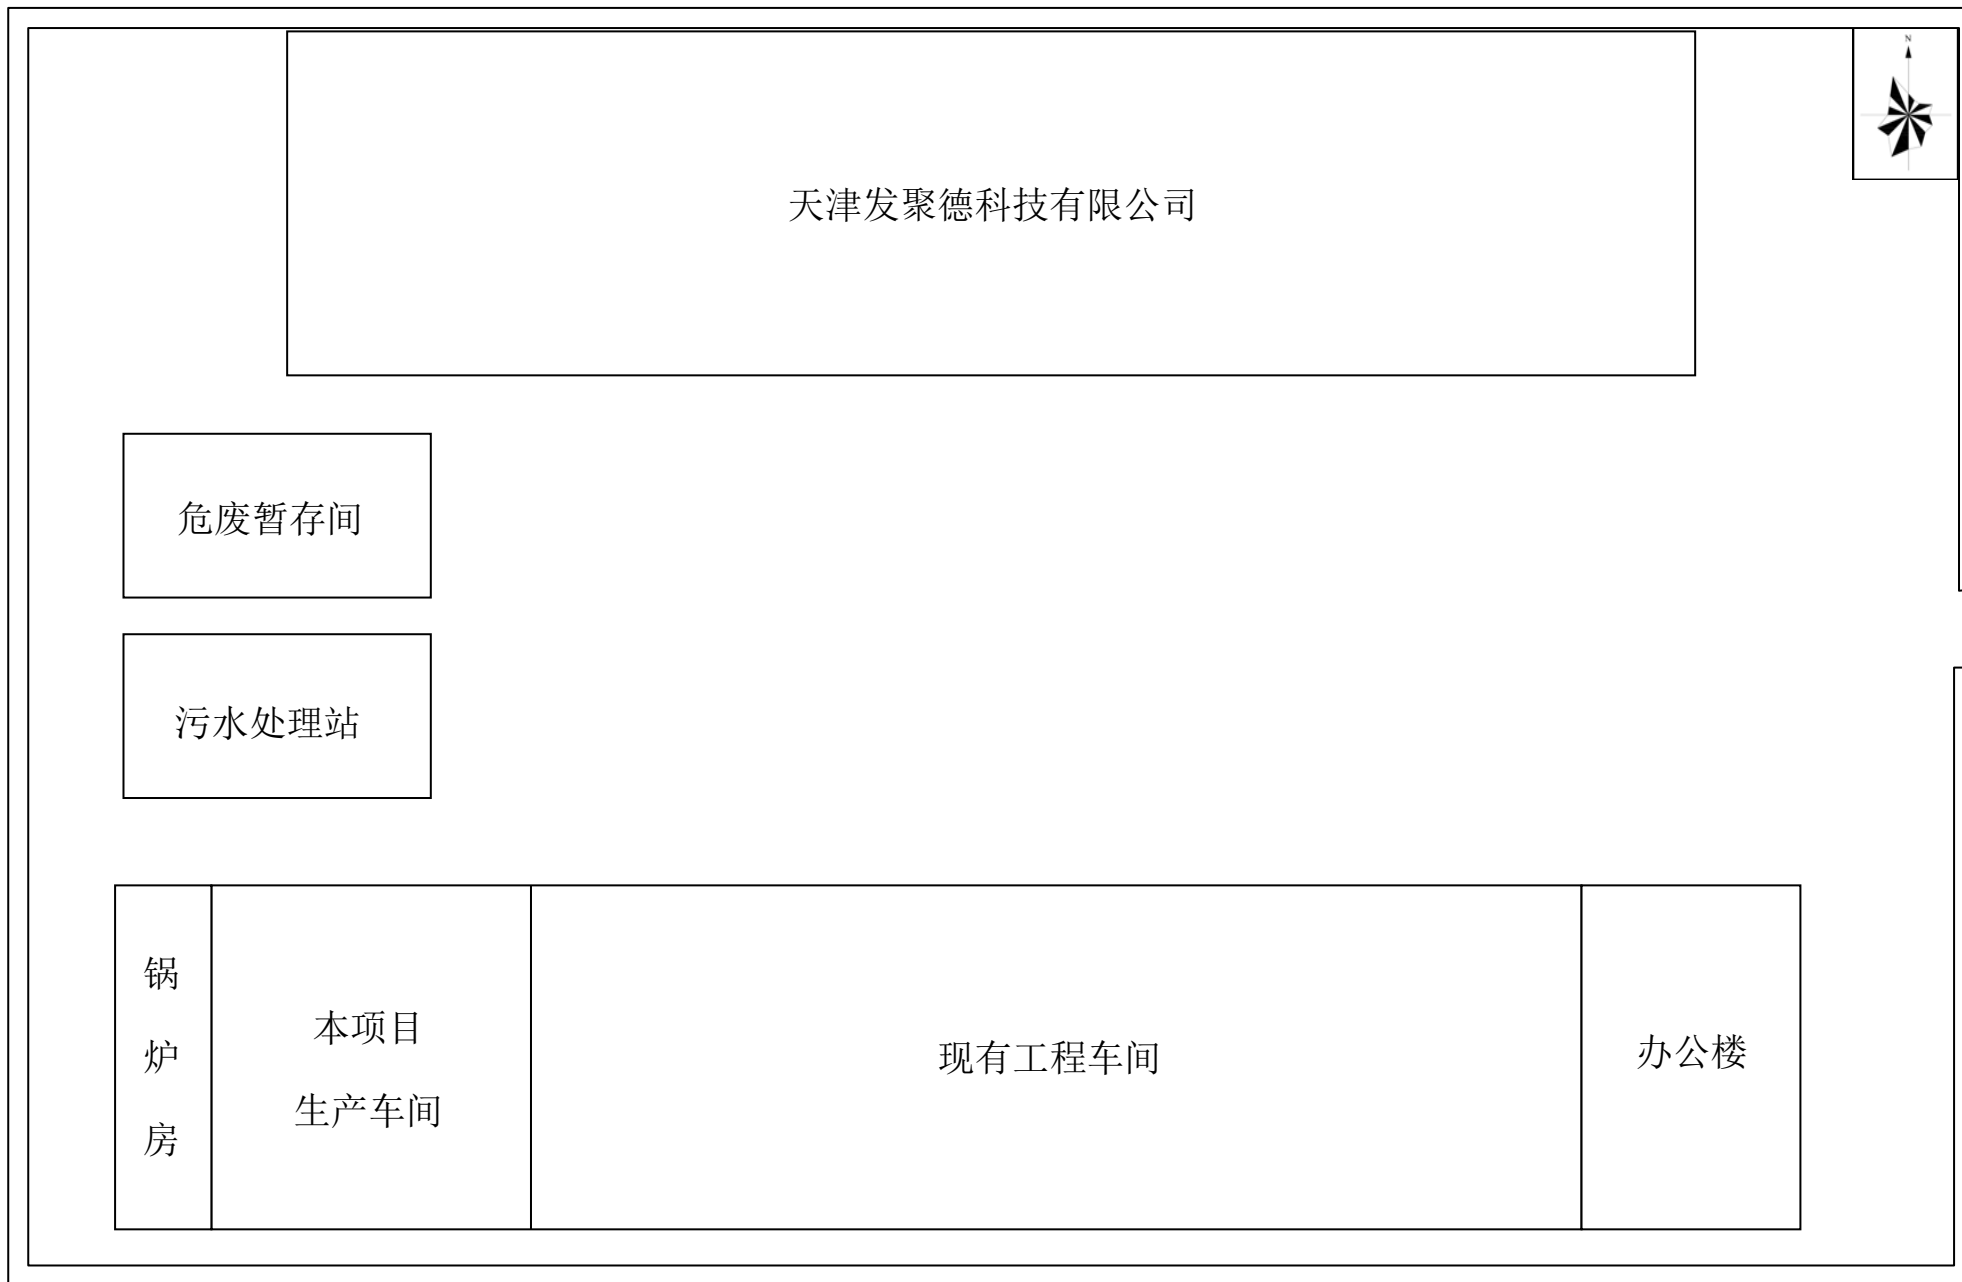 N
天津发聚德科技有限公司
危废暂存间
污水处理站
锅
炉
房
本项目
生产车间
现有工程车间
办公楼